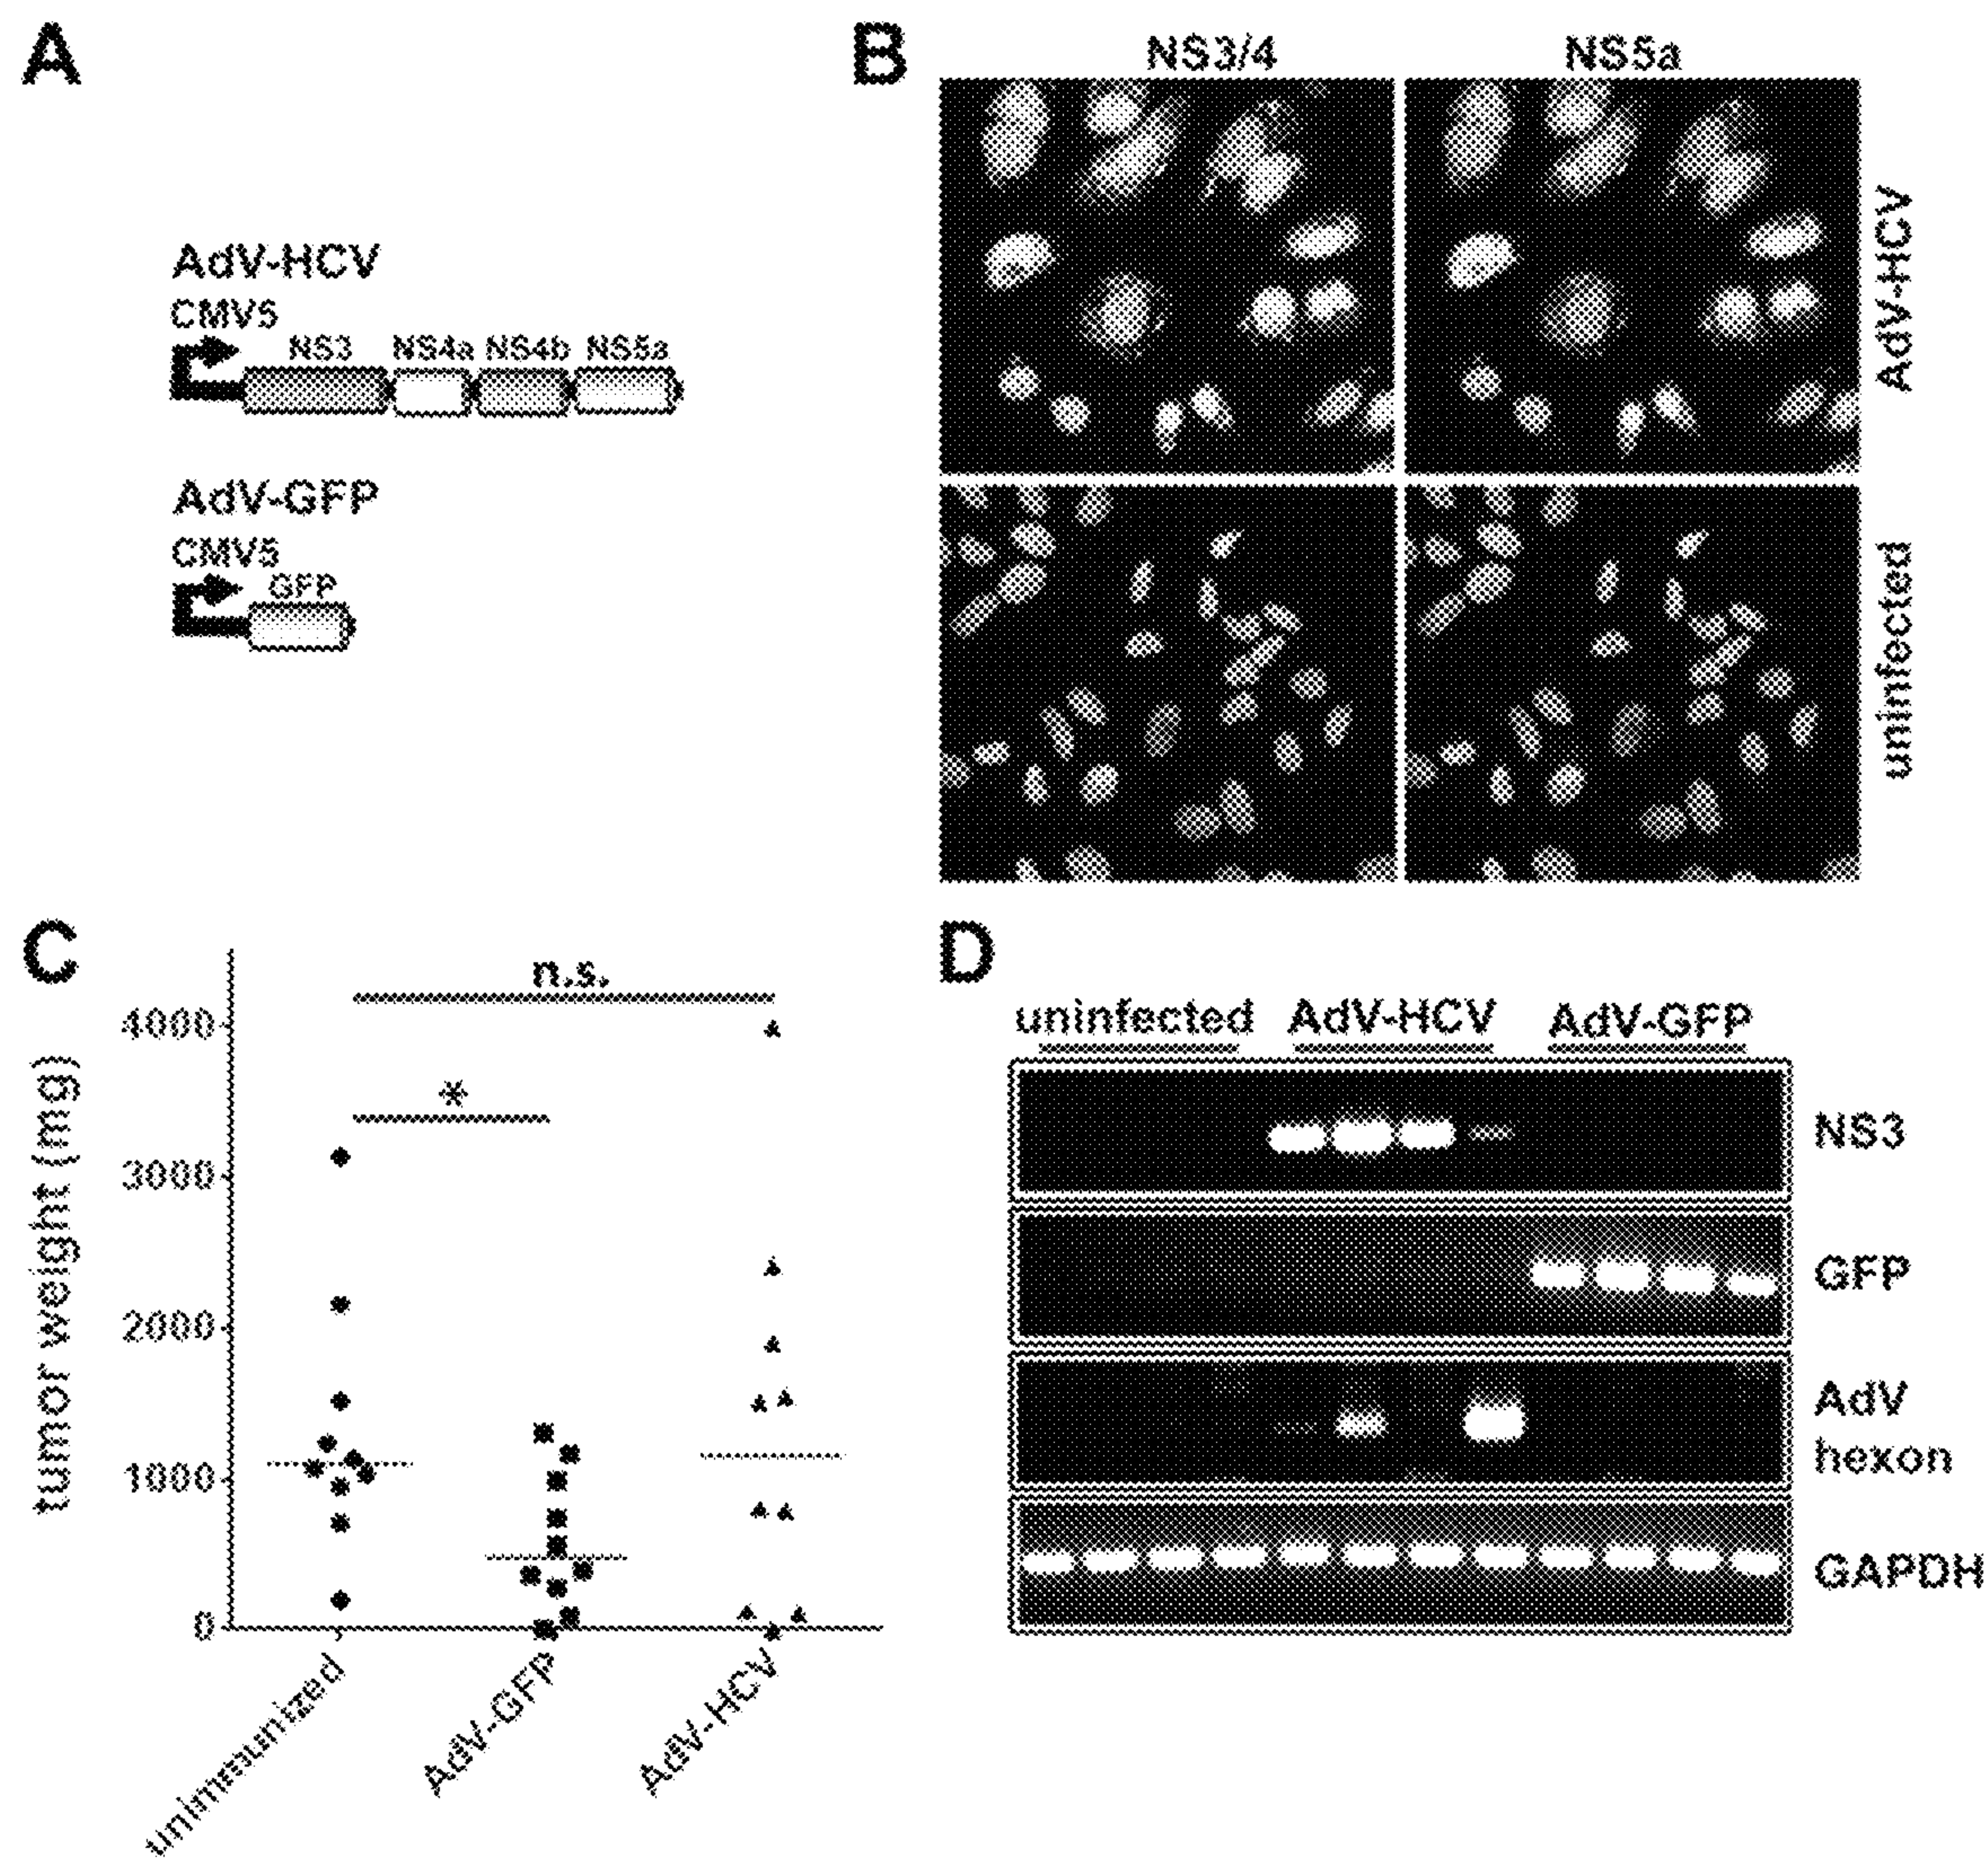 A
AdV-HCV
CMV5
NS3 NS4a NS4b NS5a
AdV-GFP
CMV5
GFP
B
NS3/4 NS5a
AdV-HCV
uninfected
C
n.s.
*
tumor weight (mg)
4000
3000
2000
1000
0
unimmunized
AdV-GFP
AdV-HCV
D
uninfected AdV-HCV AdV-GFP
NS3
GFP
AdV
hexon
GAPDH